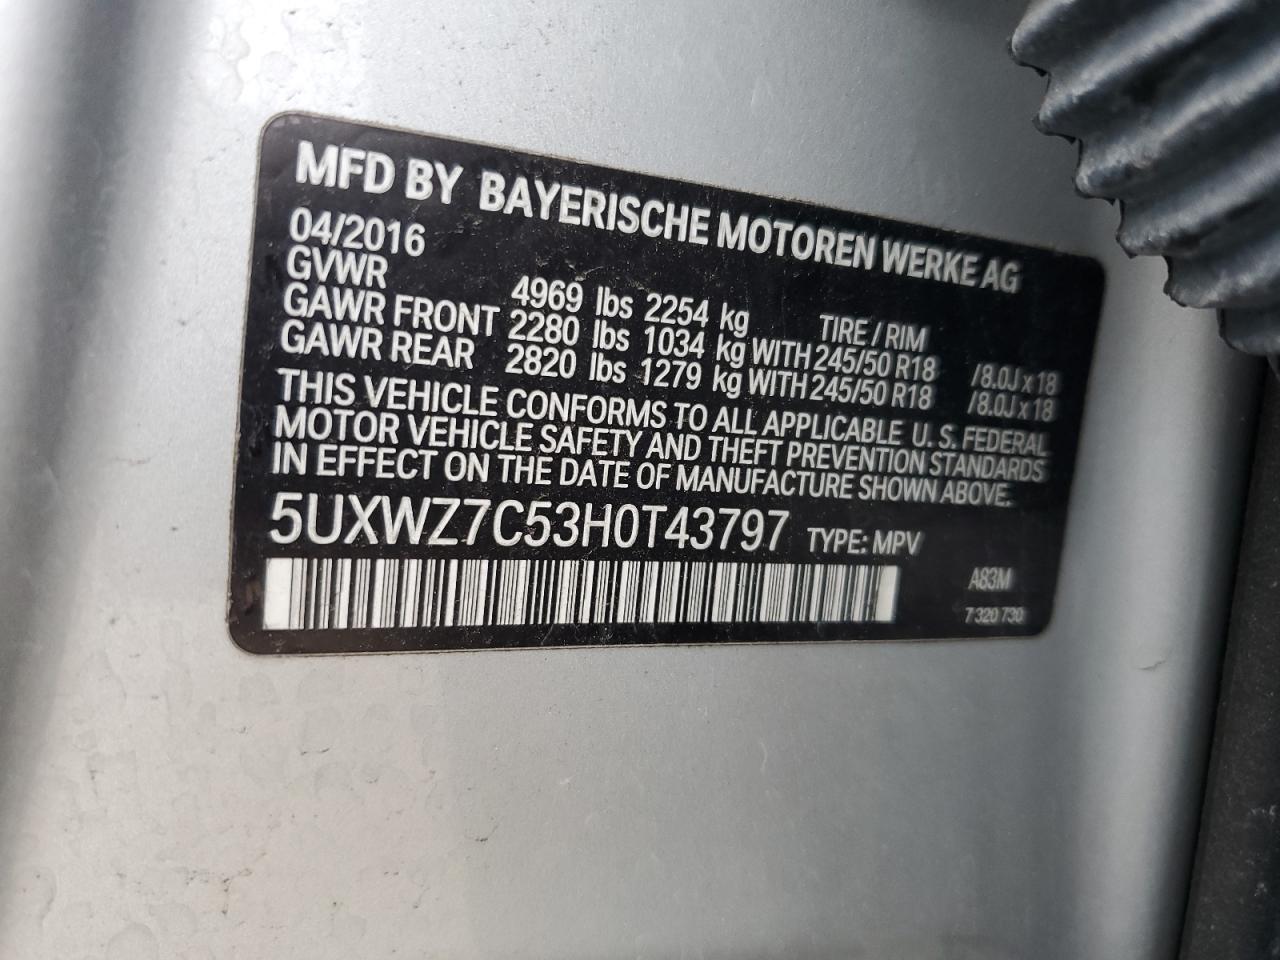 MFD BY BAYERISCHE MOTOREN WERKE AG
04/2016
GVWR 4969 lbs 2254 kg TIRE / RIM
GAWR FRONT 2280 lbs 1034 kg WITH 245/50 R18 /8.0J x 18
GAWR REAR 2820 lbs 1279 kg WITH 245/50 R18 /8.0J x 18
THIS VEHICLE CONFORMS TO ALL APPLICABLE U. S. FEDERAL
MOTOR VEHICLE SAFETY AND THEFT PREVENTION STANDARDS
IN EFFECT ON THE DATE OF MANUFACTURE SHOWN ABOVE.
5UXWZ7C53H0T43797 TYPE: MPV
A83M
7 320 730